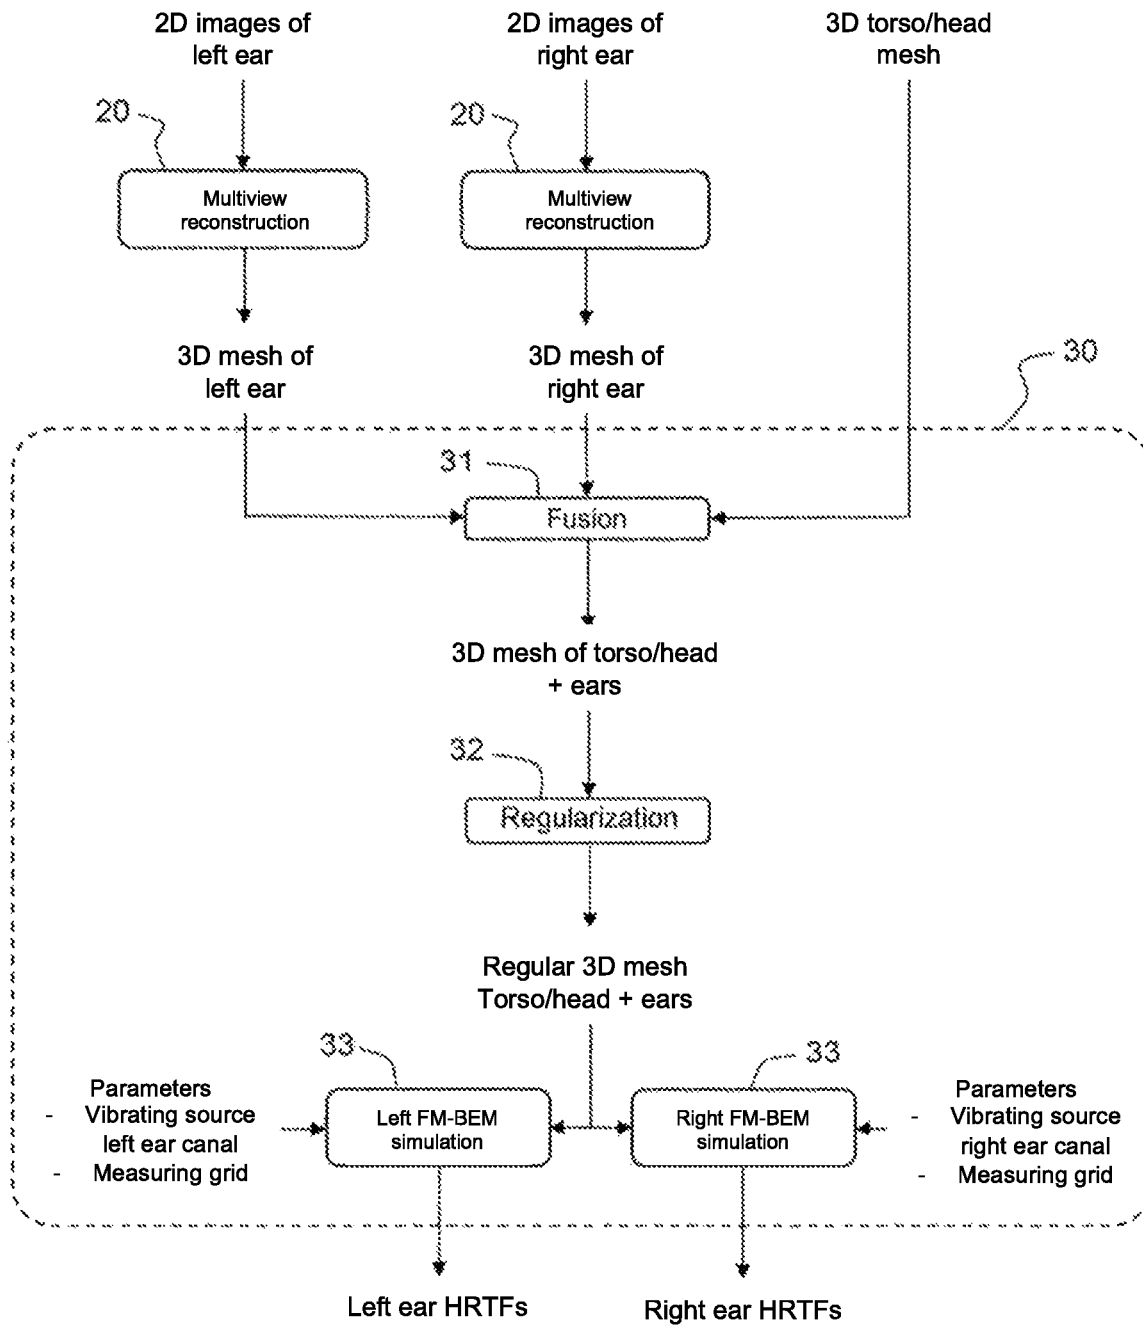 2D images of
left ear
2D images of
right ear
3D torso/head
mesh
20
20
Multiview
reconstruction
Multiview
reconstruction
3D mesh of
left ear
3D mesh of
right ear
30
31
Fusion
3D mesh of torso/head
+ ears
32
Regularization
Regular 3D mesh
Torso/head + ears
33
33
Parameters
- Vibrating source
left ear canal
- Measuring grid
Left FM-BEM
simulation
Right FM-BEM
simulation
Parameters
- Vibrating source
right ear canal
- Measuring grid
Left ear HRTFs
Right ear HRTFs